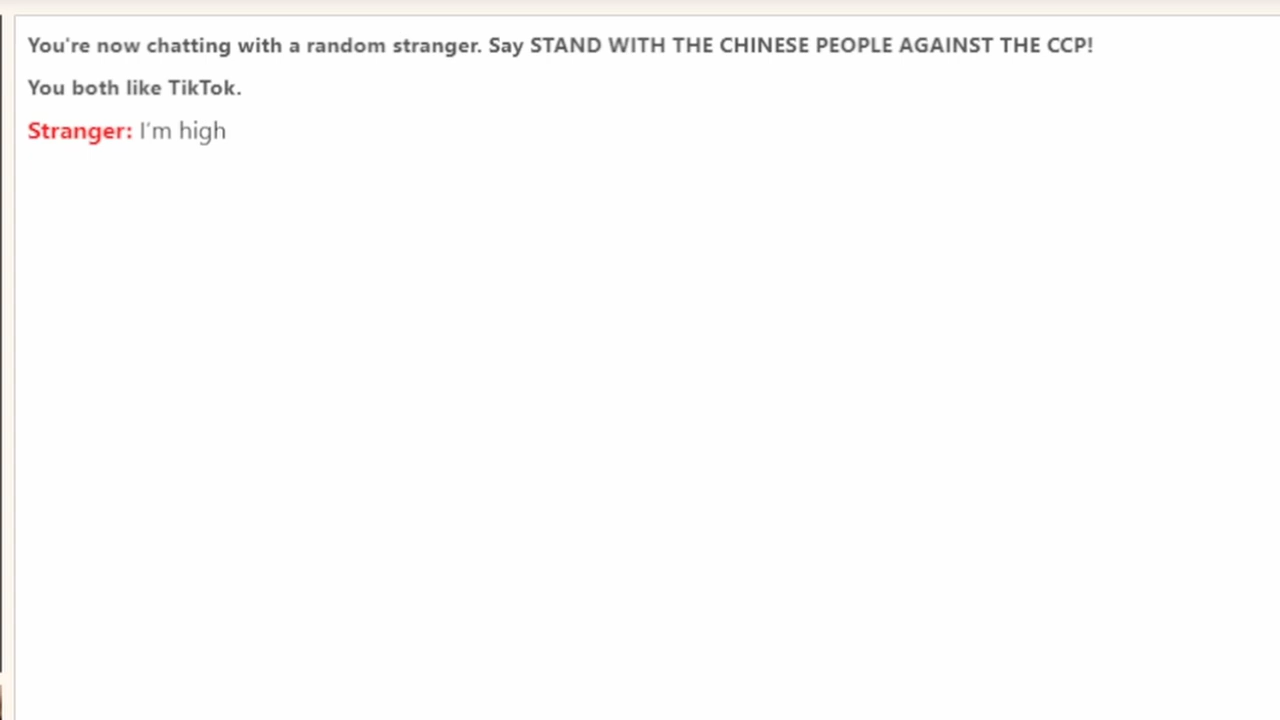 You're now chatting with a random stranger. Say STAND WITH THE CHINESE PEOPLE AGAINST THE CCP!
You both like TikTok.
Stranger: I'm high